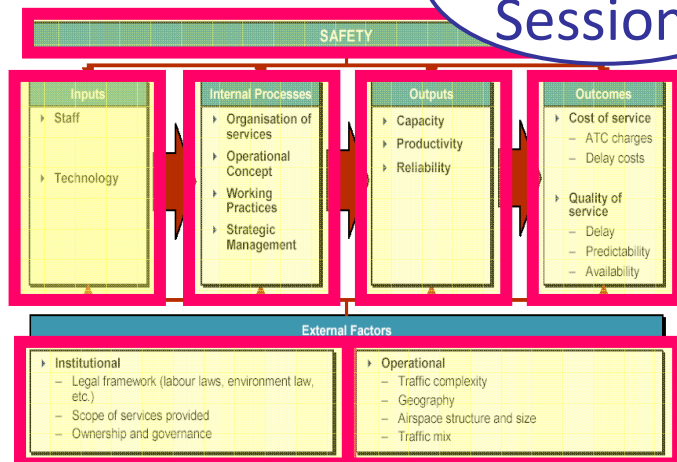 Session
SAFETY
Inputs
Staff
Technology
Internal Processes
Organisation of
services
Operational
Concept
Working
Practices
Strategic
Management
Outputs
Capacity
Productivity
Reliability
Outcomes
Cost of service
– ATC charges
– Delay costs
Quality of
service
– Delay
– Predictability
– Availability
External Factors
Institutional
– Legal framework (labour laws, environment law,
etc.)
– Scope of services provided
– Ownership and governance
Operational
– Traffic complexity
– Geography
– Airspace structure and size
– Traffic mix